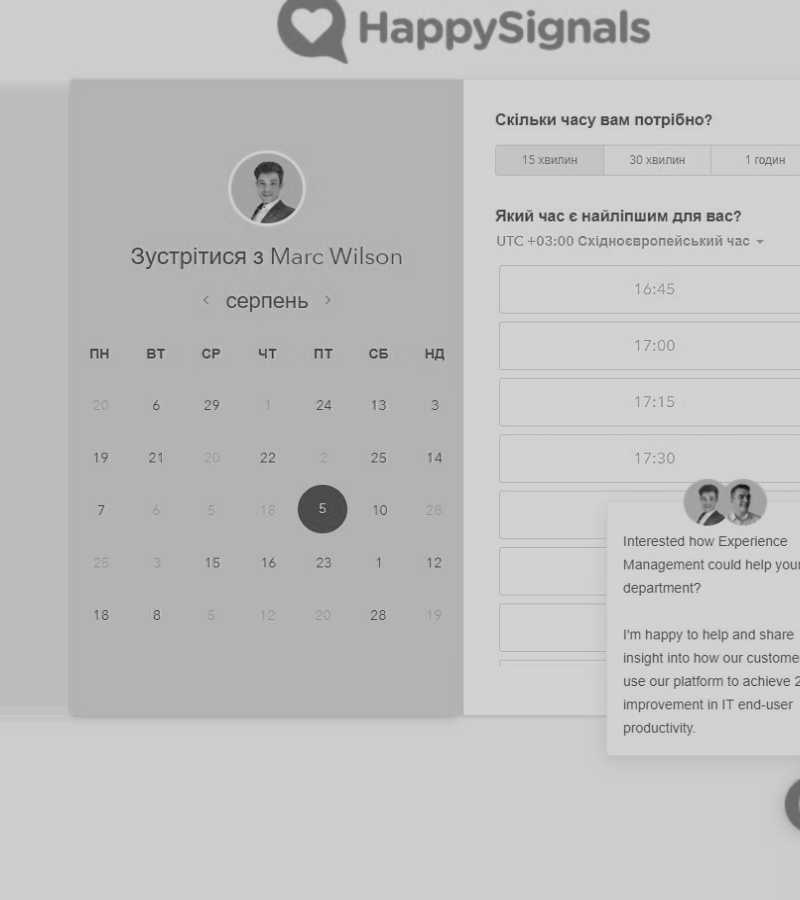 HappySignals
Зустрітися з Marc Wilson
серпень
ПН ВТ СР ЧТ ПТ СБ НД
20 6 29 1 24 13 3
19 21 20 22 2 25 14
7 6 5 18 5 10 28
25 3 15 16 23 1 12
18 8 5 12 20 28 19
Скільки часу вам потрібно?
15 хвилин 30 хвилин 1 годин
Який час є найліпшим для вас?
UTC +03:00 Східноєвропейський час
16:45
17:00
17:15
17:30
Interested how Experience
Management could help your
department?
I'm happy to help and share
insight into how our custome
use our platform to achieve 2
improvement in IT end-user
productivity.